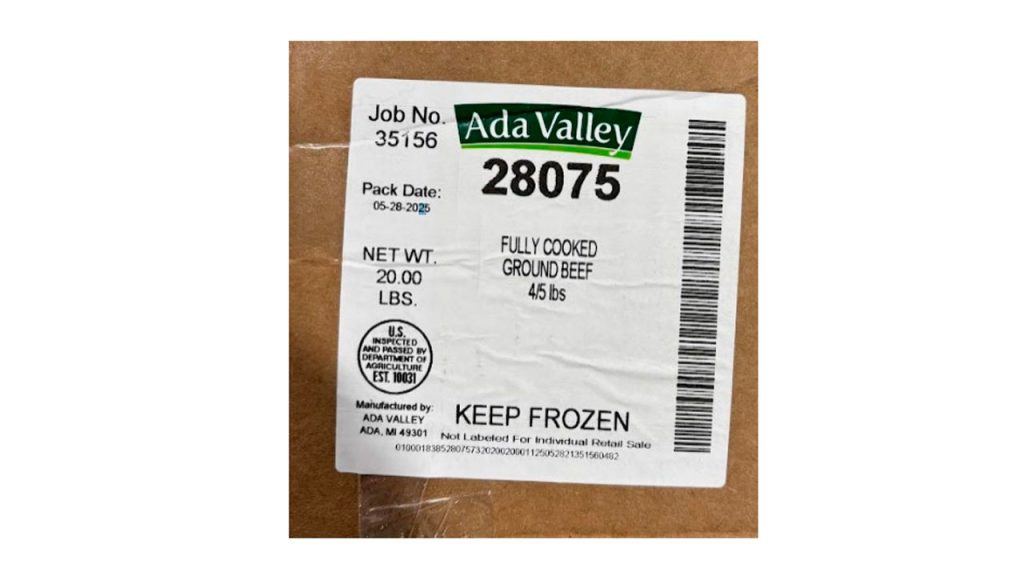 Job No.
35156
Ada Valley
28075
Pack Date:
05-28-2025
NET WT.
20.00
LBS.
FULLY COOKED
GROUND BEEF
4/5 lbs
U.S.
INSPECTED
AND PASSED BY
DEPARTMENT OF
AGRICULTURE
EST. 10031
Manufactured by:
ADA VALLEY
ADA, MI 49301
KEEP FROZEN
Not Labeled For Individual Retail Sale